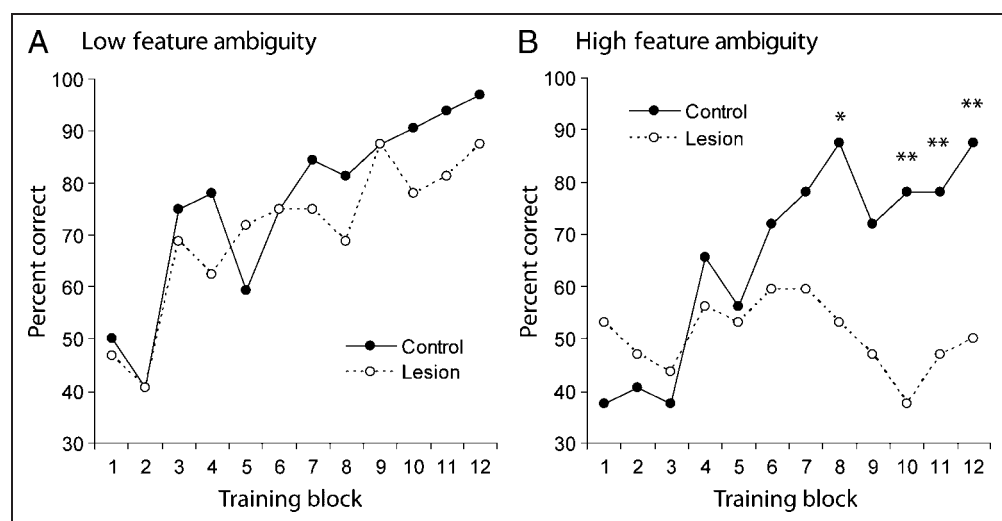 A Low feature ambiguity
100
90
80
70
60
50
40
30
Percent correct
Control
Lesion
1 2 3 4 5 6 7 8 9 10 11 12
Training block
B High feature ambiguity
100
90
80
70
60
50
40
30
Percent correct
Control
Lesion
*
**
**
**
1 2 3 4 5 6 7 8 9 10 11 12
Training block